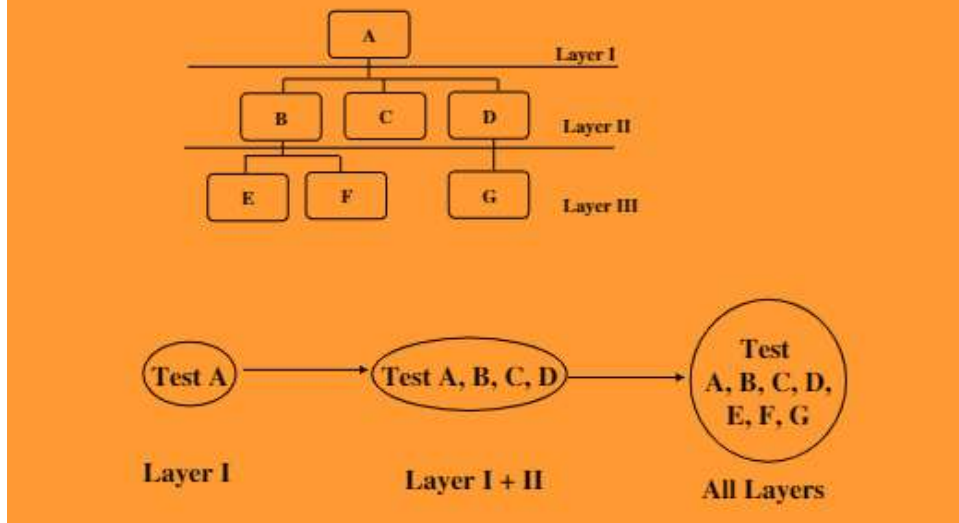 A
Layer I
B
C
D
Layer II
E
F
G
Layer III
Test A
Test A, B, C, D
Test
A, B, C, D,
E, F, G
Layer I
Layer I + II
All Layers